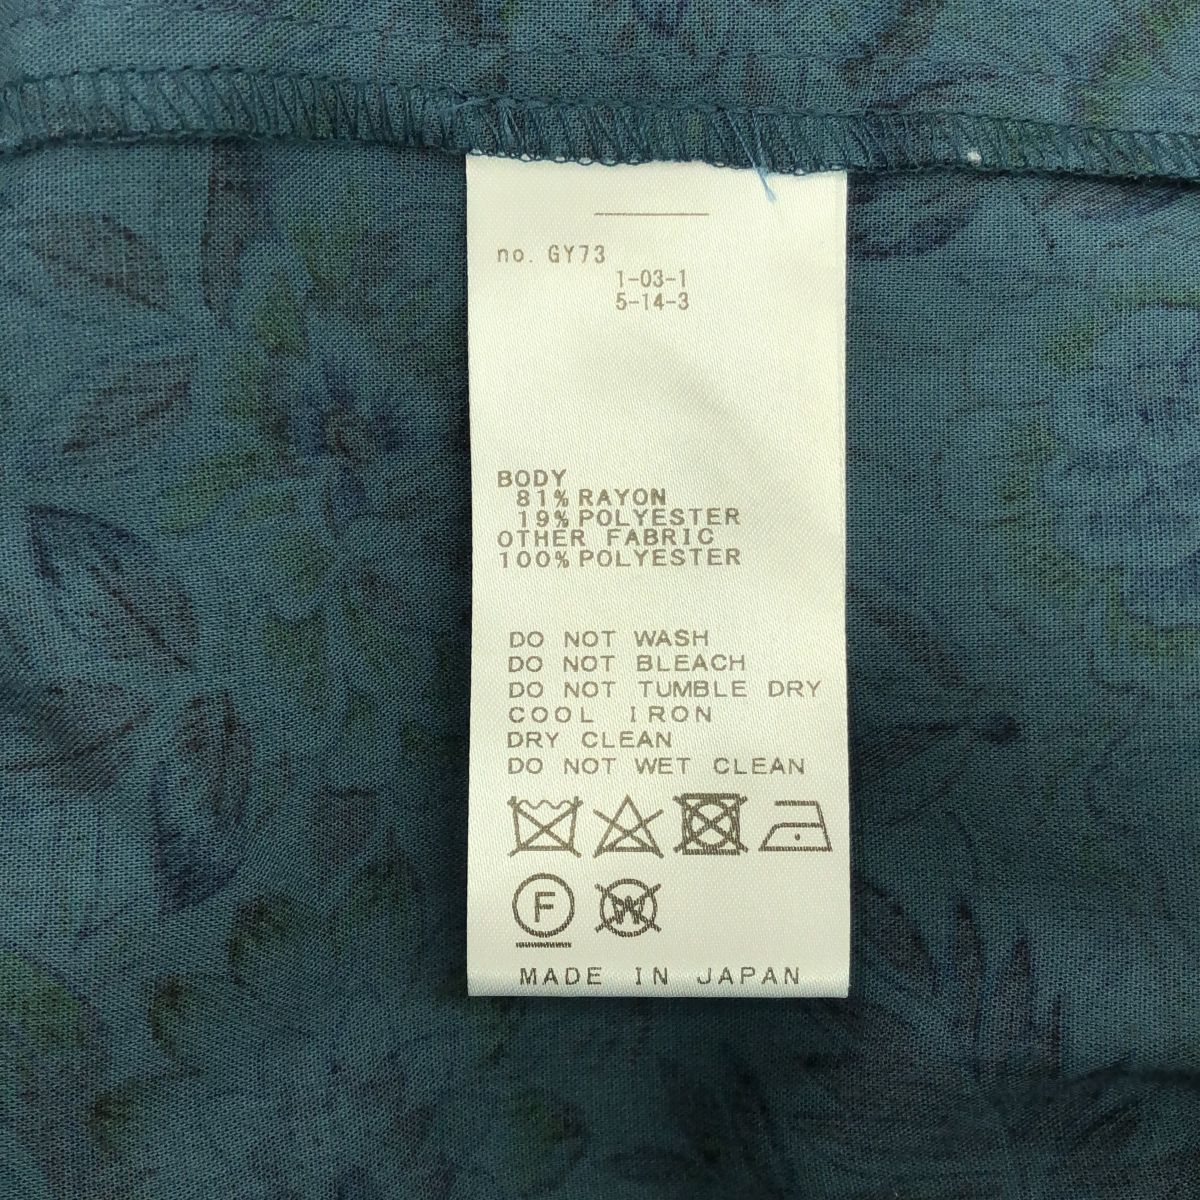 no. GY73
1-03-1
5-14-3
BODY
81% RAYON
19% POLYESTER
OTHER FABRIC
100% POLYESTER
DO NOT WASH
DO NOT BLEACH
DO NOT TUMBLE DRY
COOL IRON
DRY CLEAN
DO NOT WET CLEAN
F W
MADE IN JAPAN